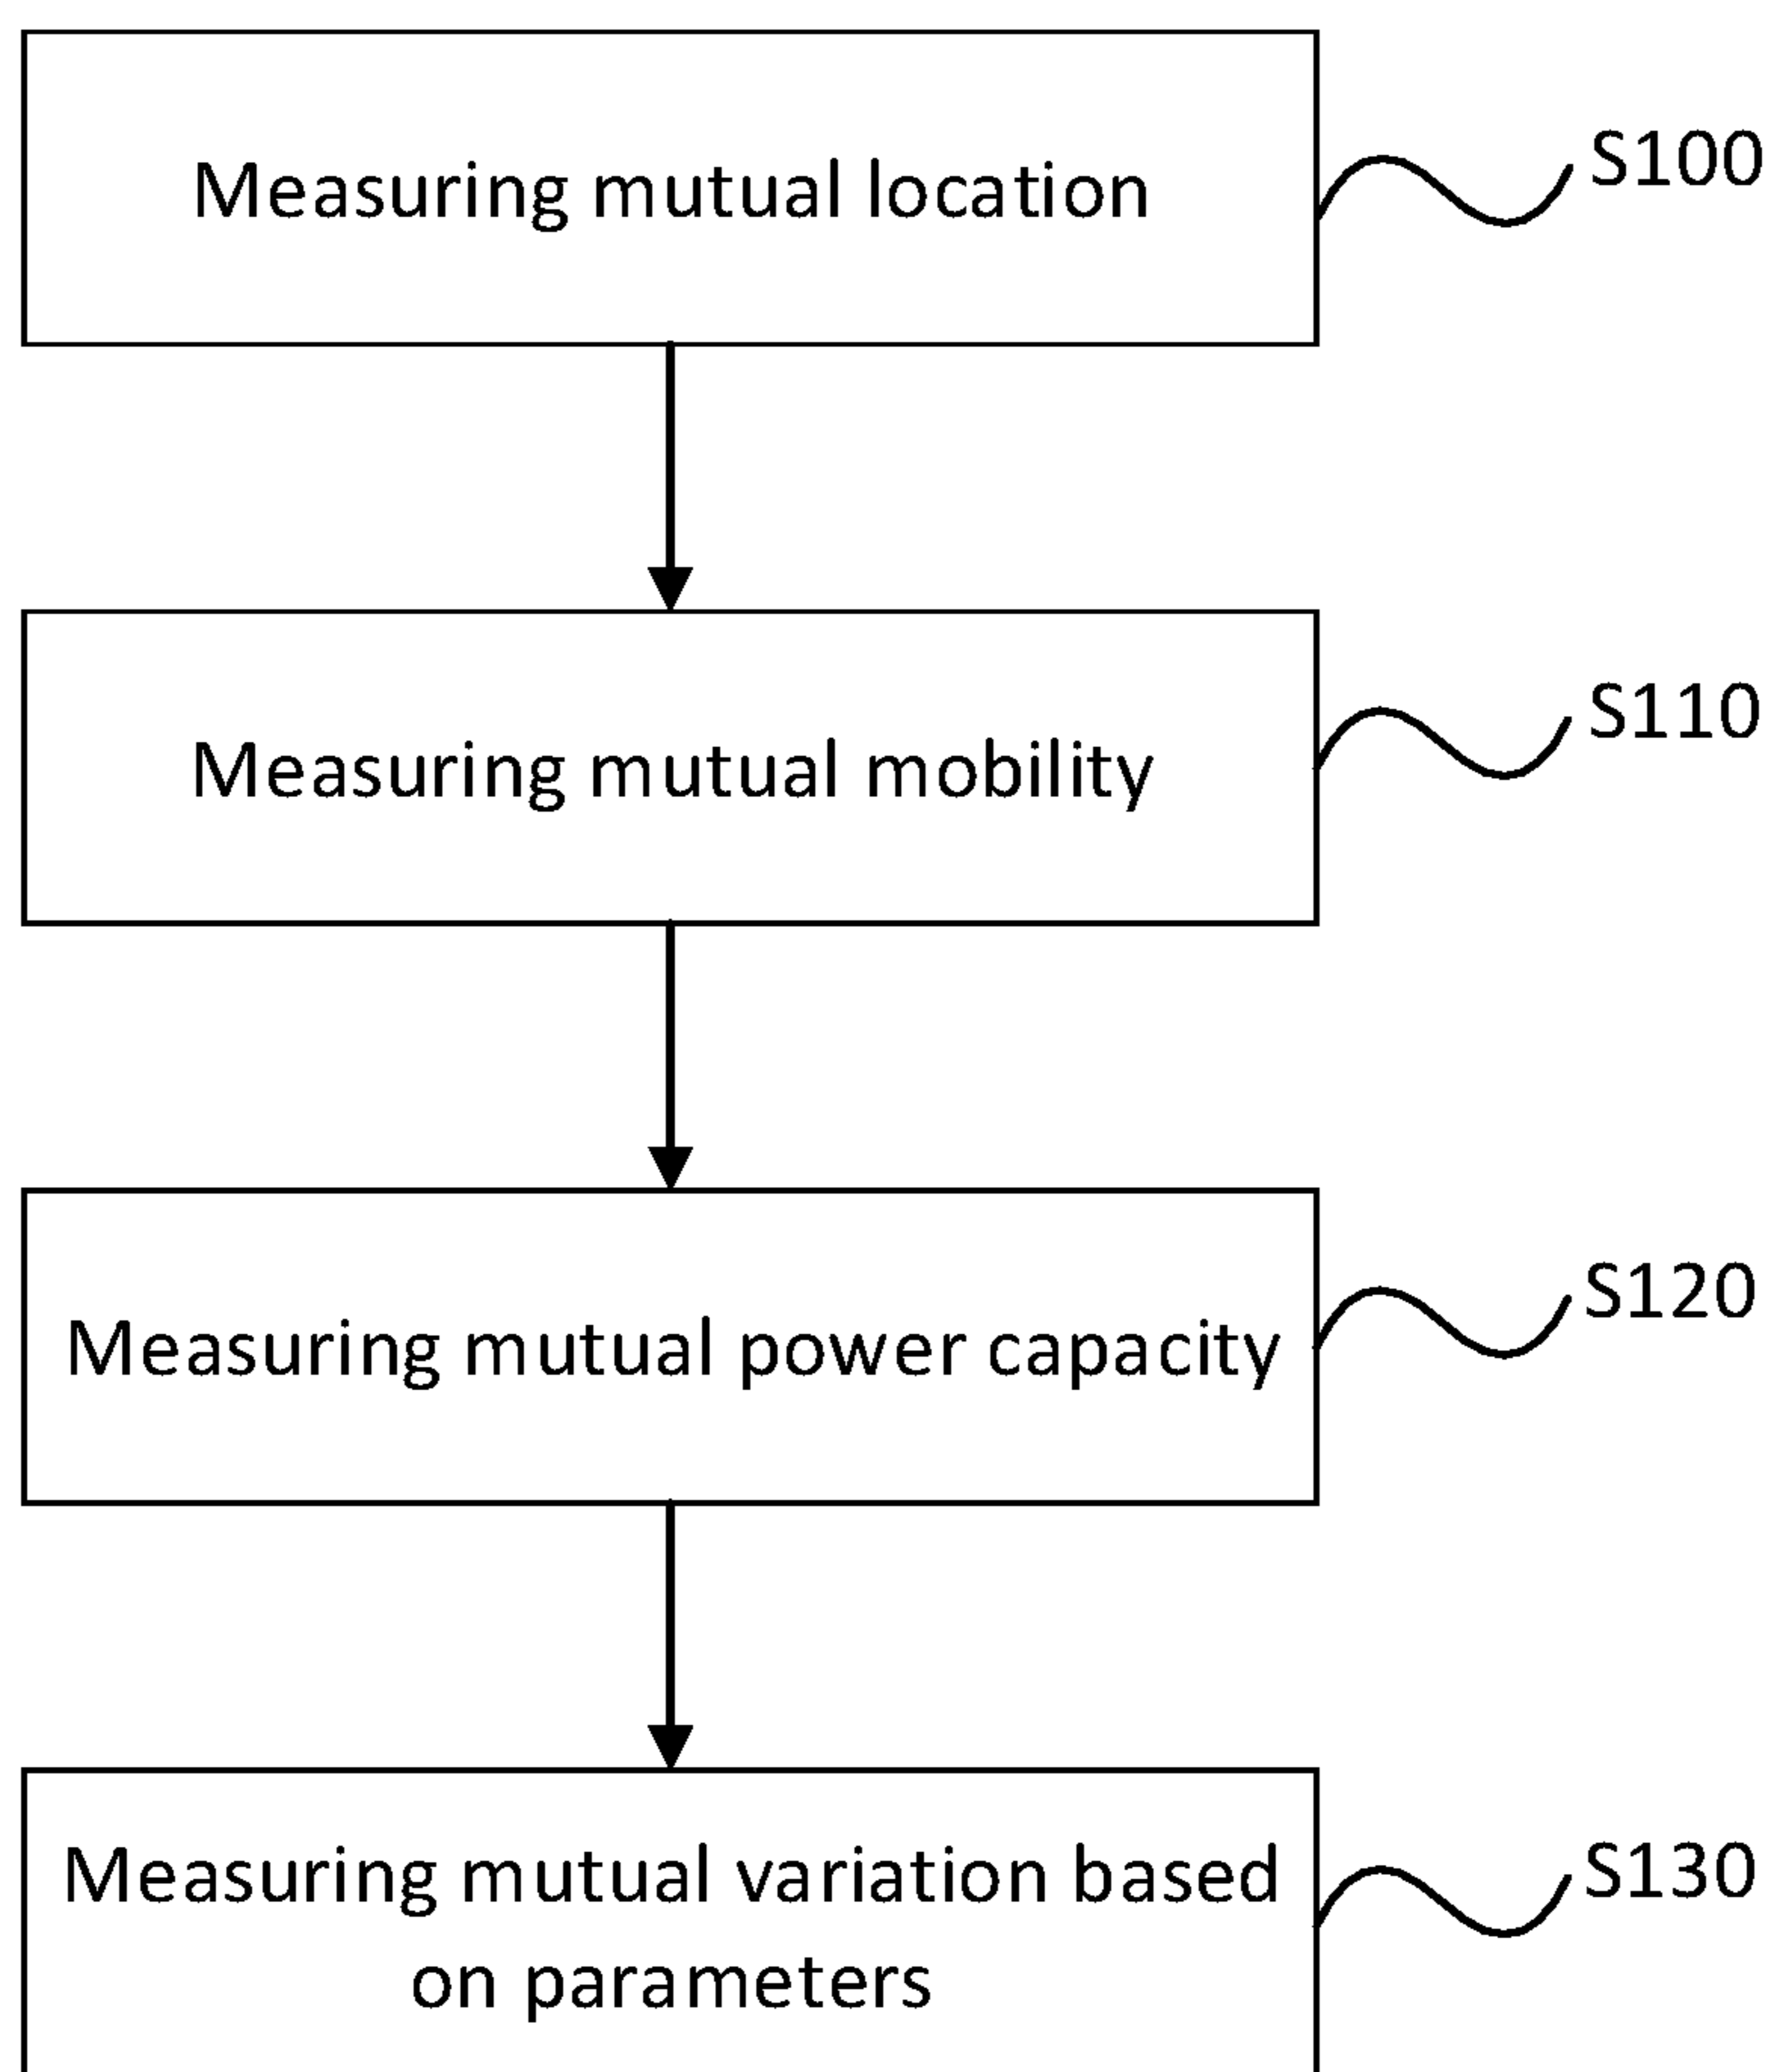 Measuring mutual location
S100
Measuring mutual mobility
S110
Measuring mutual power capacity
S120
Measuring mutual variation based
on parameters
S130